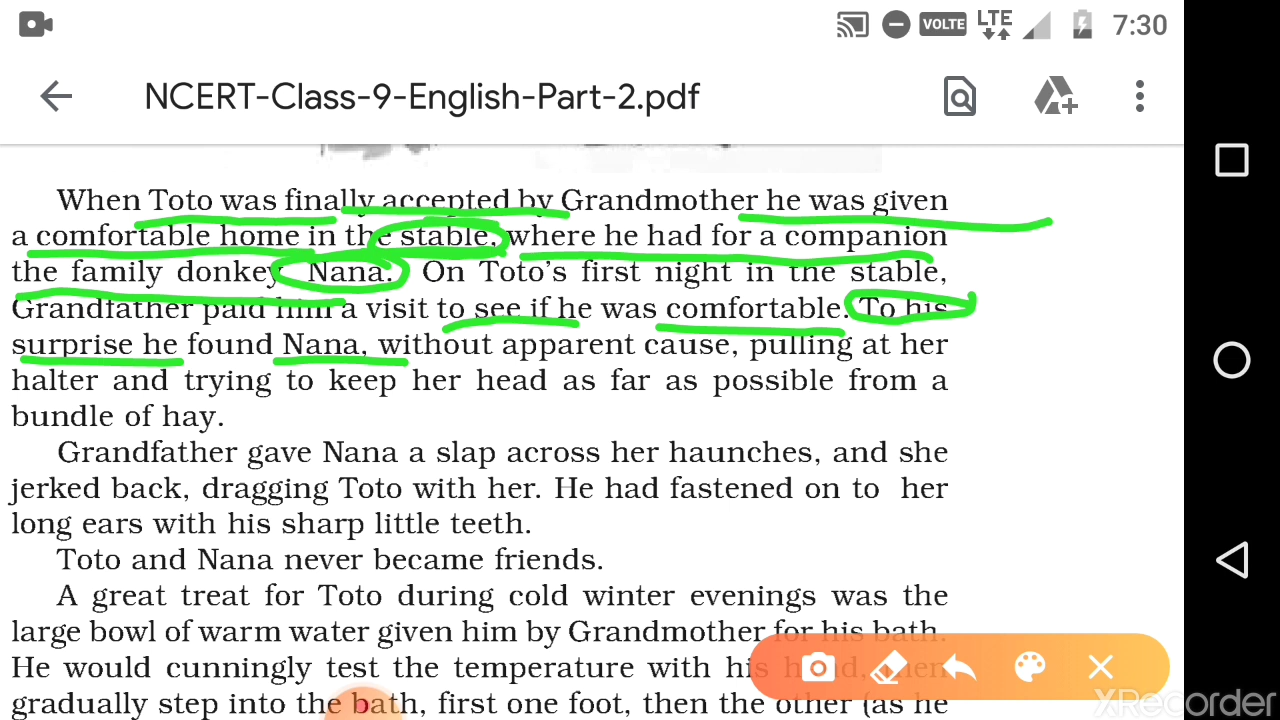 VOLTE LTE 7:30
NCERT-Class-9-English-Part-2.pdf
When Toto was finally accepted by Grandmother he was given
a comfortable home in the stable, where he had for a companion
the family donkey, Nana. On Toto's first night in the stable,
Grandfather paid him a visit to see if he was comfortable. To his
surprise he found Nana, without apparent cause, pulling at her
halter and trying to keep her head as far as possible from a
bundle of hay.
Grandfather gave Nana a slap across her haunches, and she
jerked back, dragging Toto with her. He had fastened on to her
long ears with his sharp little teeth.
Toto and Nana never became friends.
A great treat for Toto during cold winter evenings was the
large bowl of warm water given him by Grandmother for his bath.
He would cunningly test the temperature with his hand, then
gradually step into the bath, first one foot, then the other (as he
XRecorder